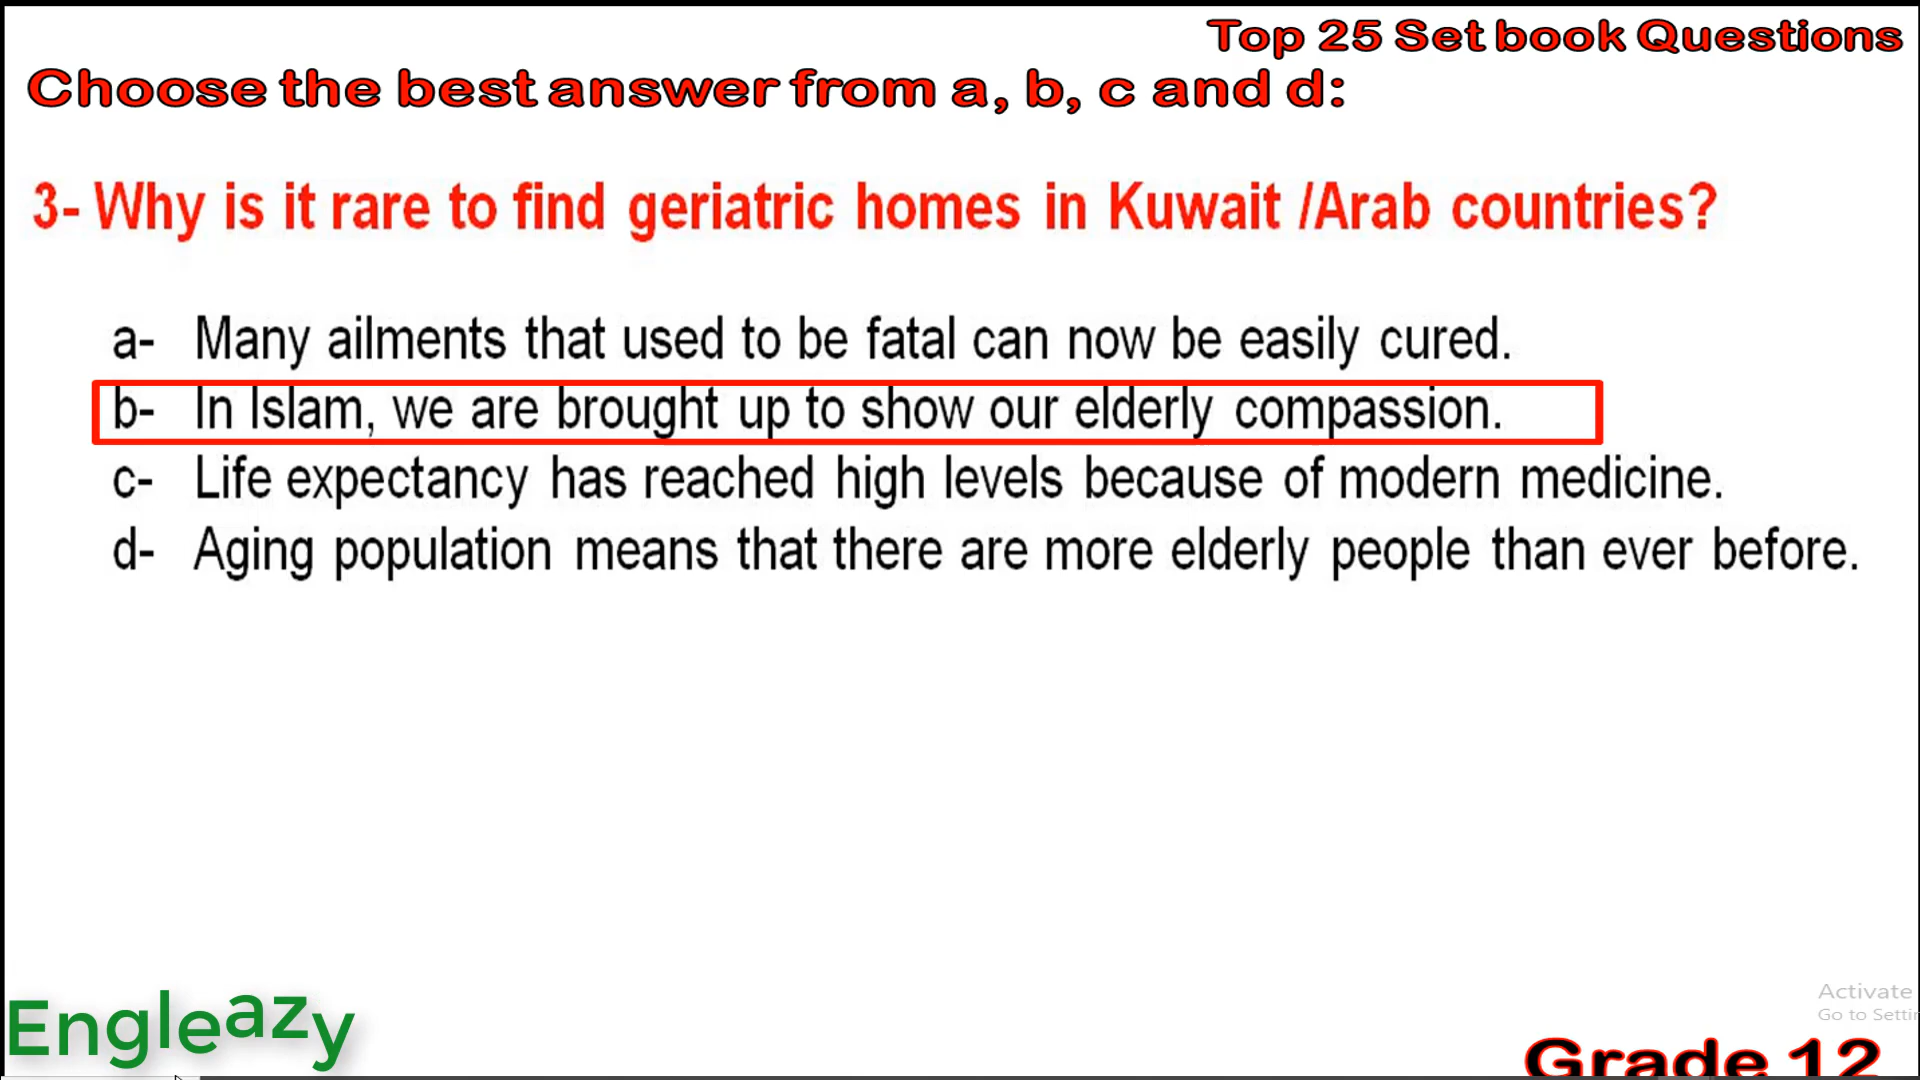 Top 25 Set book Questions
Choose the best answer from a, b, c and d:
3- Why is it rare to find geriatric homes in Kuwait /Arab countries?
a- Many ailments that used to be fatal can now be easily cured.
b- In Islam, we are brought up to show our elderly compassion.
c- Life expectancy has reached high levels because of modern medicine.
d- Aging population means that there are more elderly people than ever before.
Engleazy
Activate
Go to Settin
Grade 12